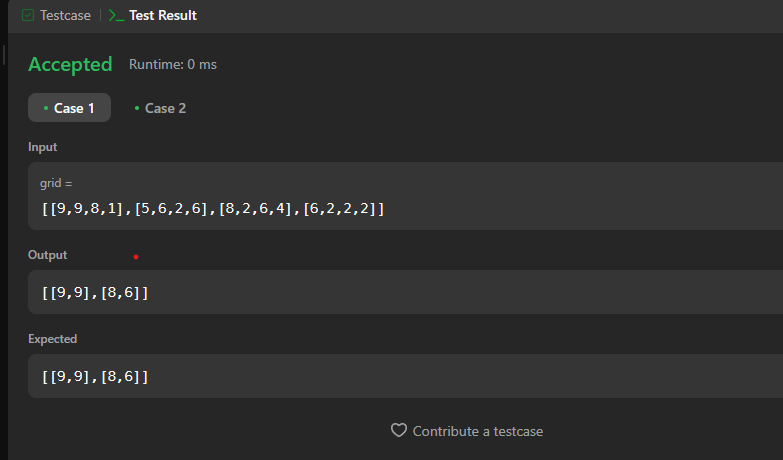 Testcase | >_ Test Result
Accepted Runtime: 0 ms
• Case 1 • Case 2
Input
grid =
[[9,9,8,1],[5,6,2,6],[8,2,6,4],[6,2,2,2]]
Output
[[9,9],[8,6]]
Expected
[[9,9],[8,6]]
Contribute a testcase